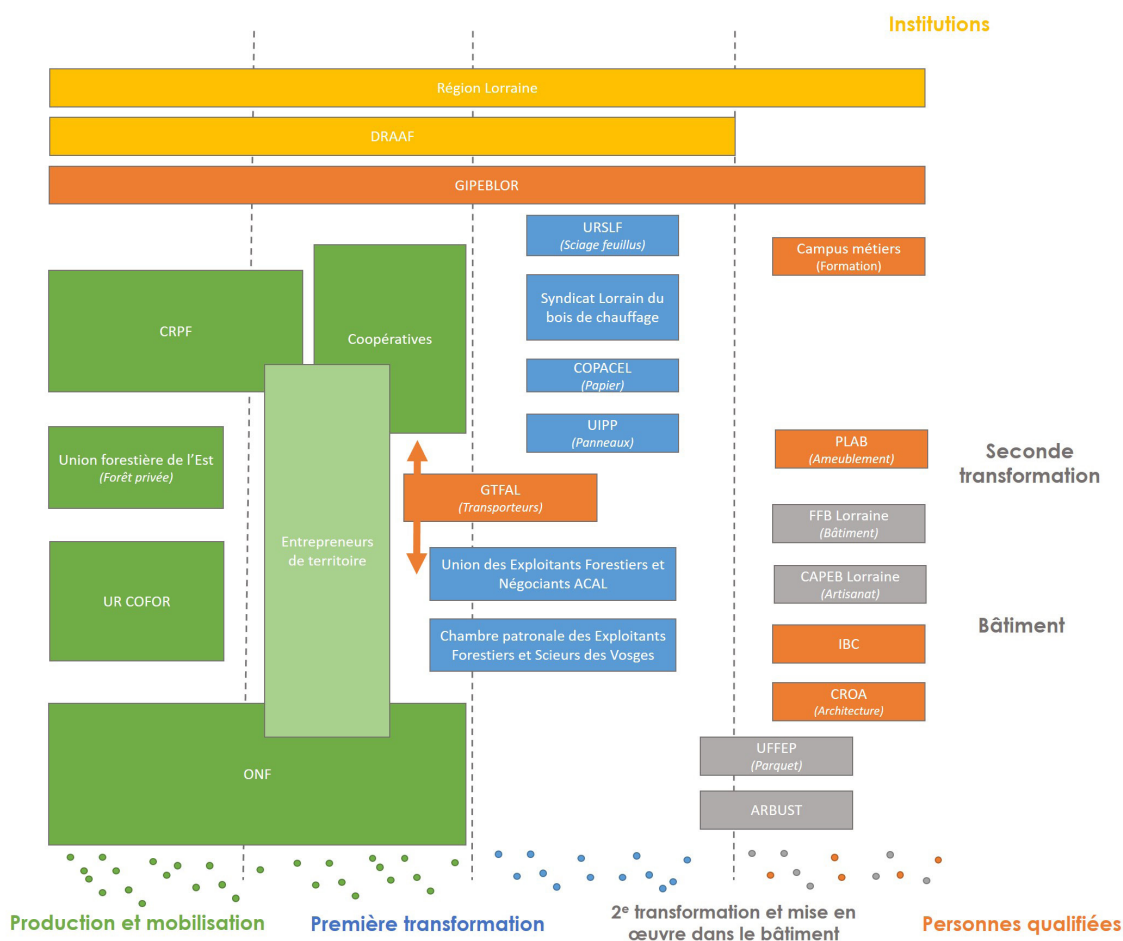 Institutions
Région Lorraine
DRAAF
GIPEBLOR
URSLF
(Sciage feuillus)
Campus métiers
(Formation)
CRPF
Coopératives
Syndicat Lorrain du
bois de chauffage
COPACEL
(Papier)
UIPP
(Panneaux)
PLAB
(Ameublement)
Seconde
transformation
Union forestière de l’Est
(Forêt privée)
GTFAL
(Transporteurs)
FFB Lorraine
(Bâtiment)
Entrepreneurs
de territoire
Union des Exploitants Forestiers et
Négociants ACAL
CAPEB Lorraine
(Artisanat)
UR COFOR
Chambre patronale des Exploitants
Forestiers et Scieurs des Vosges
IBC
Bâtiment
CROA
(Architecture)
ONF
UFFEP
(Parquet)
ARBUST
Production et mobilisation
Première transformation
2e transformation et mise en
œuvre dans le bâtiment
Personnes qualifiées